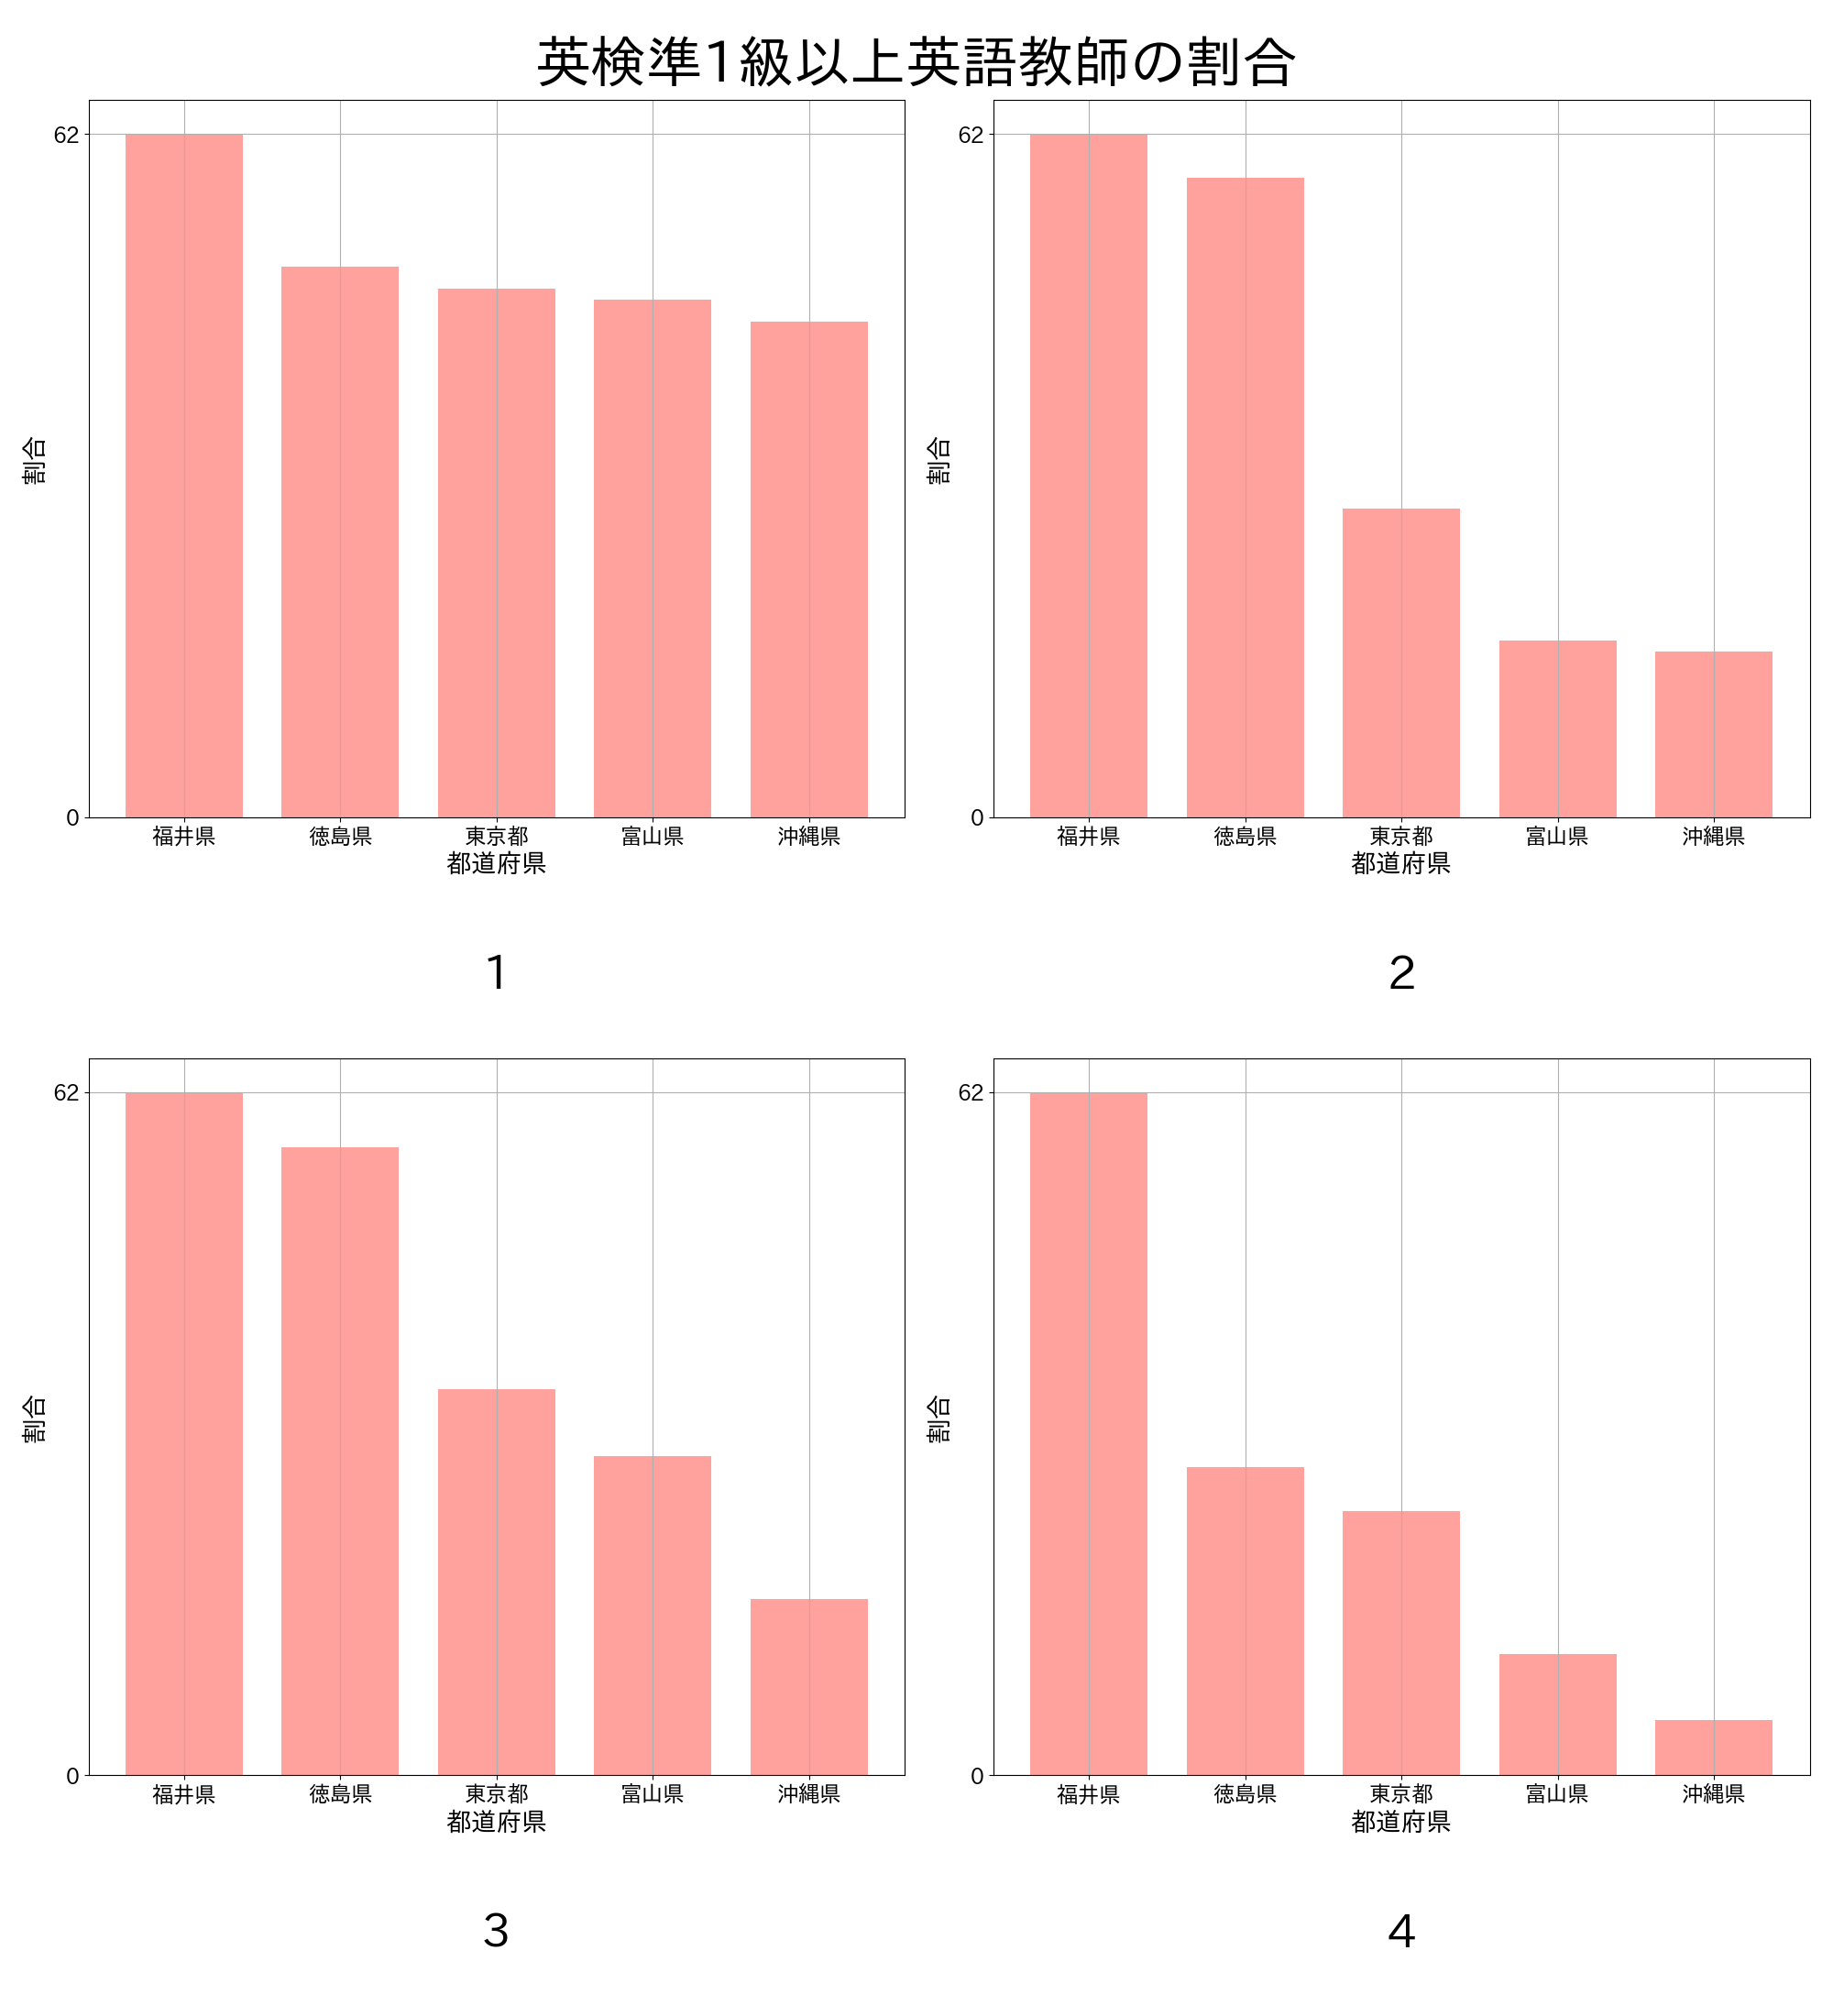 英検準1級以上英語教師の割合
62
0
割合
福井県 徳島県 東京都 富山県 沖縄県
都道府県
1
62
0
割合
福井県 徳島県 東京都 富山県 沖縄県
都道府県
2
62
0
割合
福井県 徳島県 東京都 富山県 沖縄県
都道府県
3
62
0
割合
福井県 徳島県 東京都 富山県 沖縄県
都道府県
4